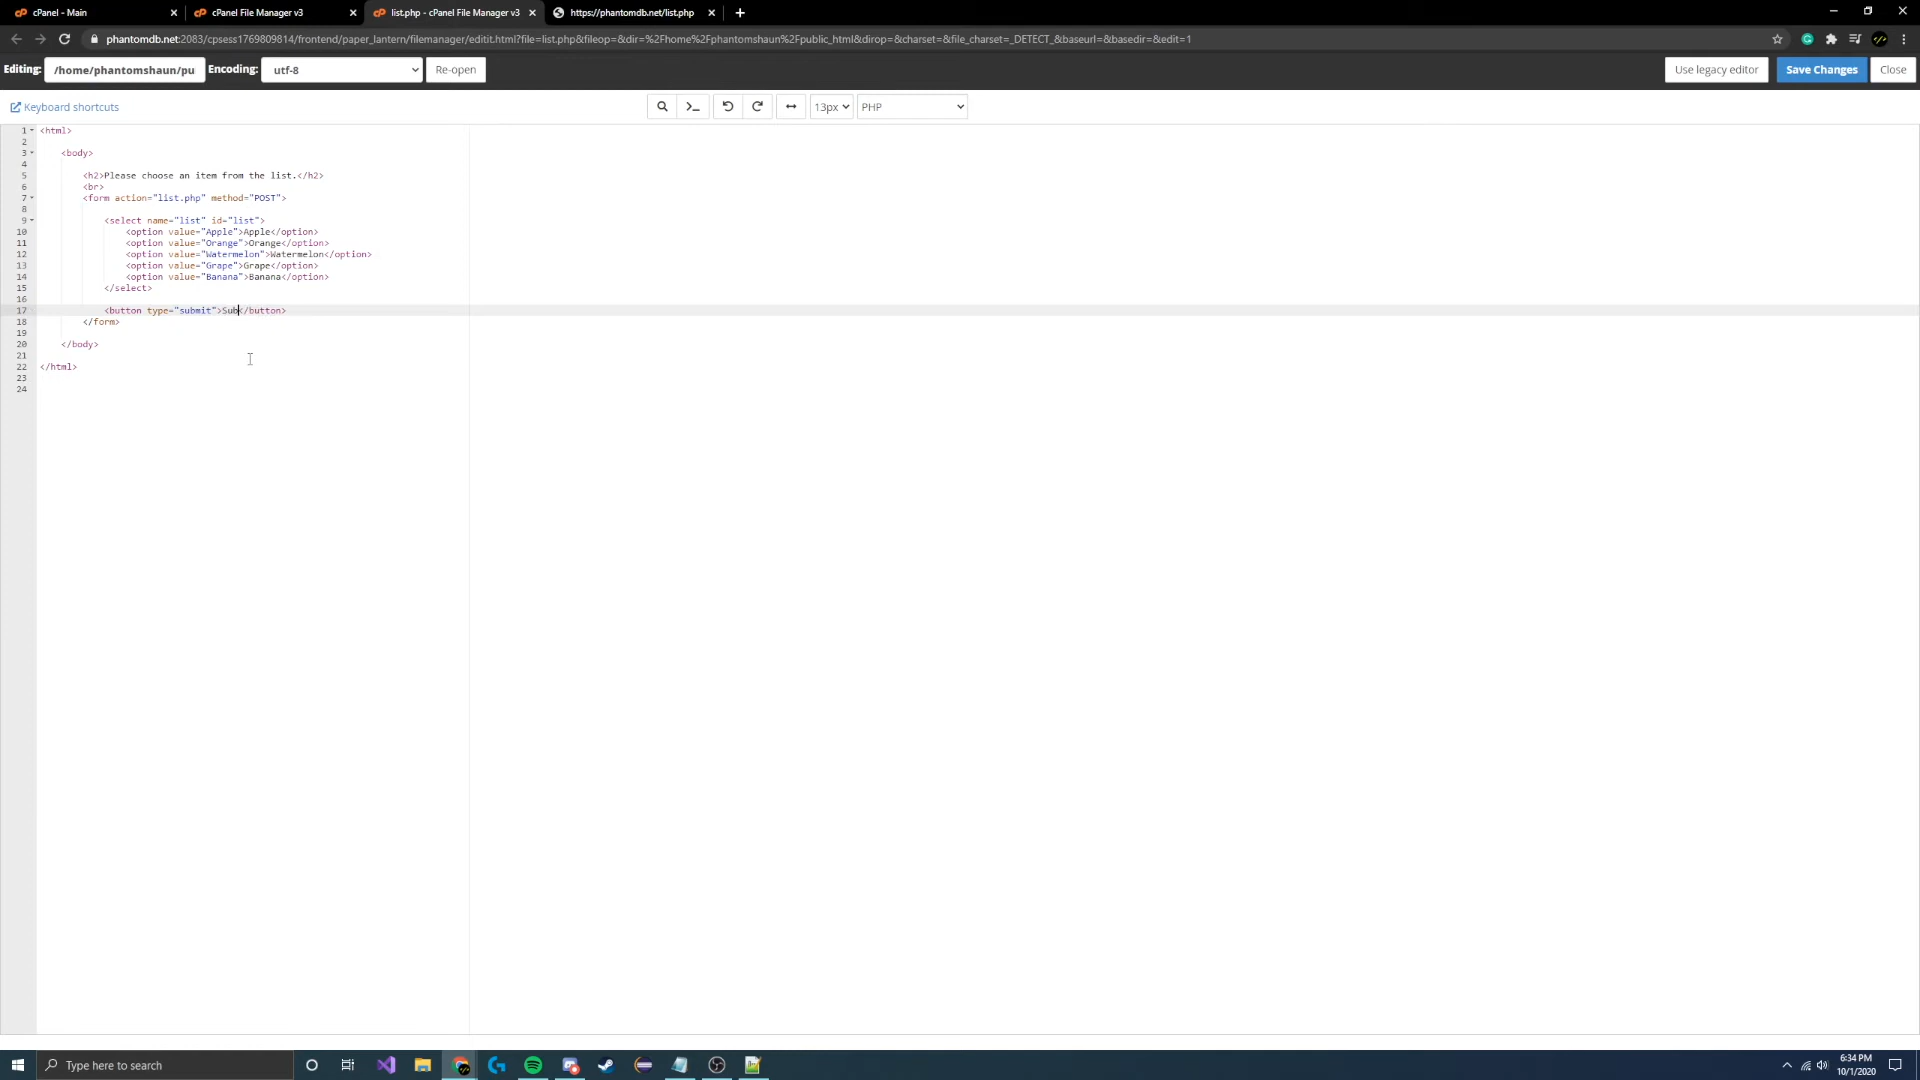 cPanel - Main
cPanel File Manager v3
list.php - cPanel File Manager v3
https://phantomdb.net/list.php
phantomdb.net:2083/cpsess1769809814/frontend/paper_lantern/filemanager/editit.html?file=list.php&fileop=&dir=%2Fhome%2Fphantomshaun%2Fpublic_html&dirop=&charset=&file_charset=_DETECT_&baseurl=&basedir=&edit=1
Editing: /home/phantomshaun/pu Encoding: utf-8 Re-open Use legacy editor Save Changes Close
Keyboard shortcuts 13px PHP
1 <html>
2
3 <body>
4
5 <h2>Please choose an item from the list.</h2>
6 <br>
7 <form action="list.php" method="POST">
8
9 <select name="list" id="list">
10 <option value="Apple">Apple</option>
11 <option value="Orange">Orange</option>
12 <option value="Watermelon">Watermelon</option>
13 <option value="Grape">Grape</option>
14 <option value="Banana">Banana</option>
15 </select>
16
17 <button type="submit">Sub</button>
18 </form>
19
20 </body>
21
22 </html>
23
24
Type here to search
6:34 PM
10/1/2020